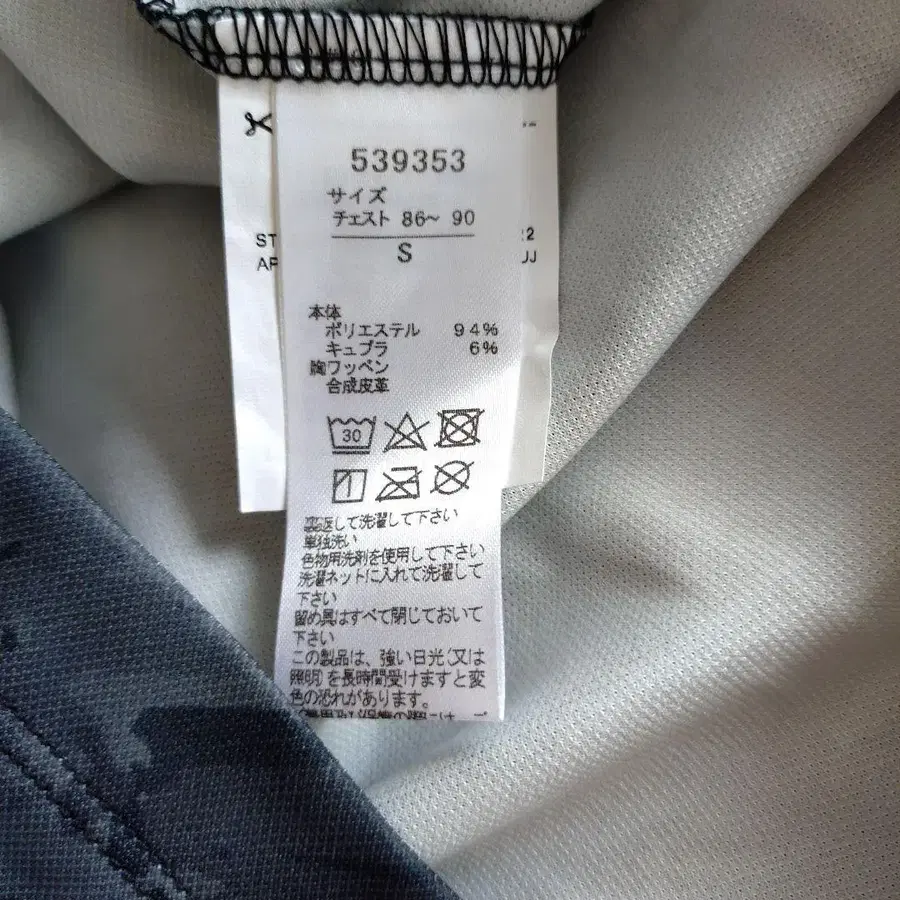 539353
サイズ
チェスト 86～ 90
S
ST
AF
22
JJ
本体
ポリエステル 94%
キュプラ 6%
胸ワッペン
合成皮革
30
裏返して洗濯して下さい
単独洗い
色物用洗剤を使用して下さい
洗濯ネットに入れて洗濯して
下さい
留め具はすべて閉じておいて
下さい
この製品は、強い日光(又は
照明)を長時間受けますと変
色の恐れがあります。